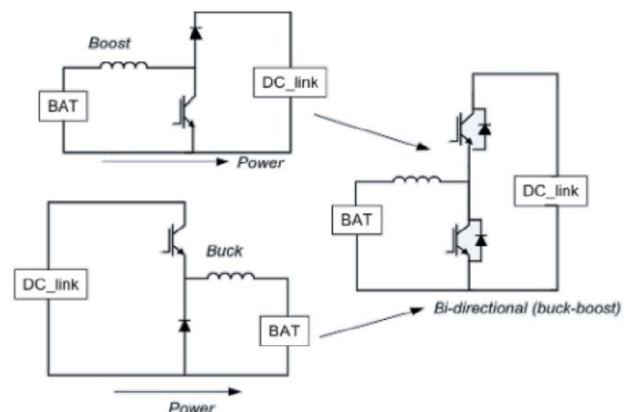 Boost
BAT
DC_link
Power
DC_link
Buck
BAT
Power
BAT
DC_link
Bi-directional (buck-boost)